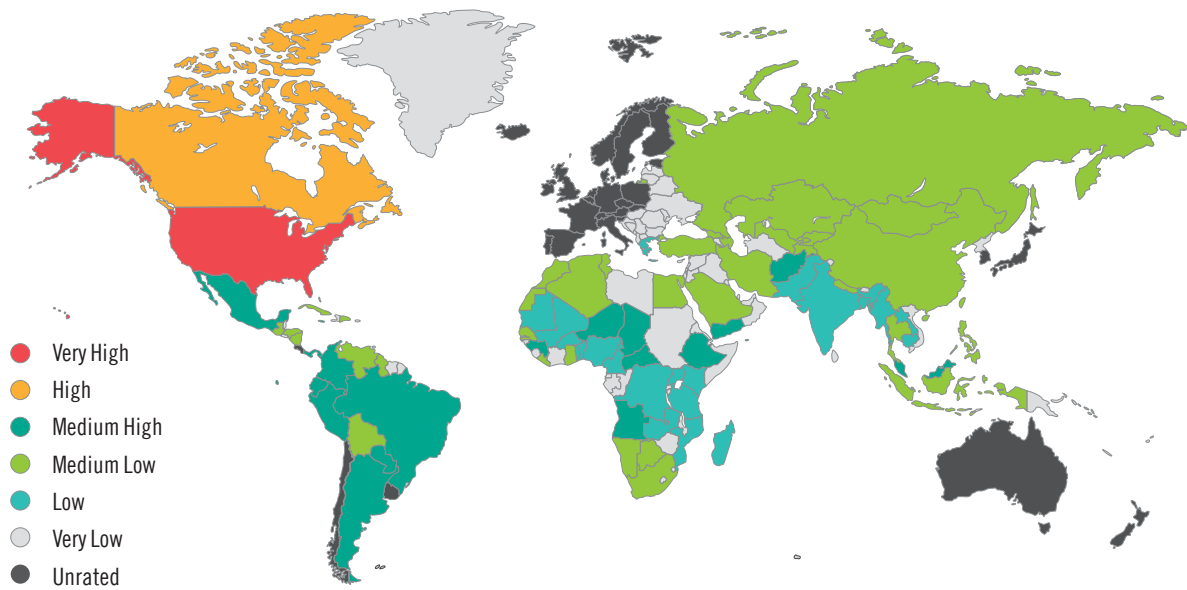 Very High
High
Medium High
Medium Low
Low
Very Low
Unrated